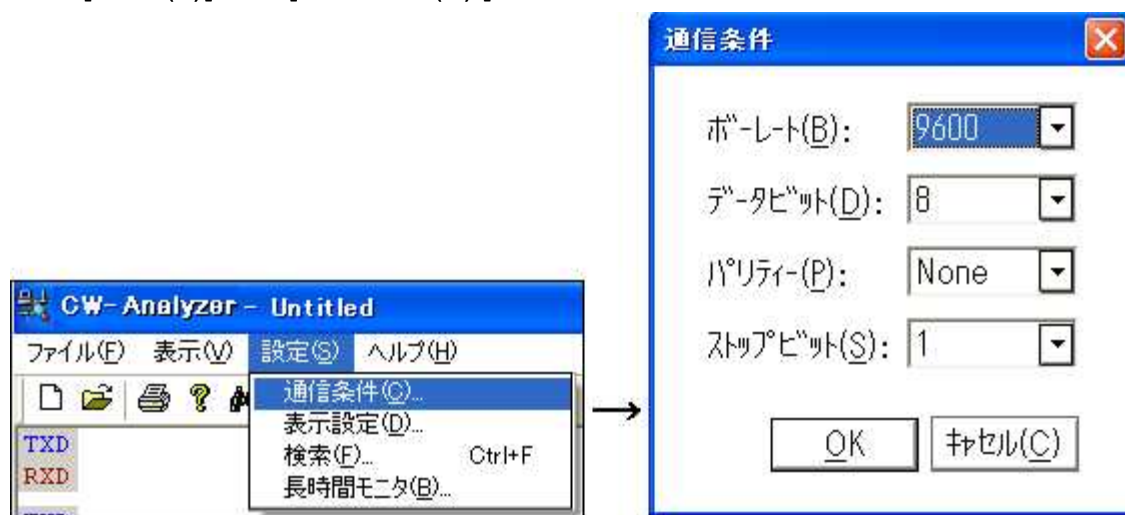 通信条件
ボーレート(B):
9600
データビット(D):
8
パリティー(P):
None
ストップビット(S):
1
OK
キャセル(C)
CW-Analyzer - Untitled
ファイル(F) 表示(V) 設定(S) ヘルプ(H)
通信条件(C)...
表示設定(D)...
検索(F)... Ctrl+F
長時間モニタ(B)...
TXD
RXD
→